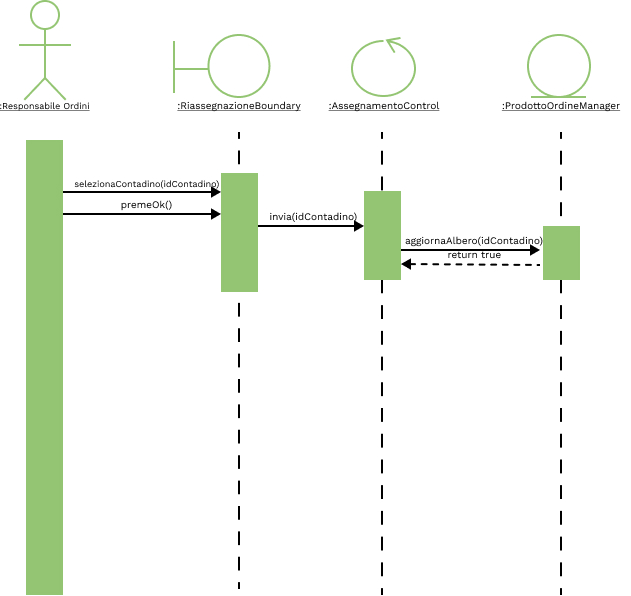 :Responsabile Ordini
:RiassegnazioneBoundary
:AssegnamentoControl
:ProdottoOrdineManager
selezionaContadino(idContadino)
premeOk()
invia(idContadino)
aggiornaAlbero(idContadino)
return true